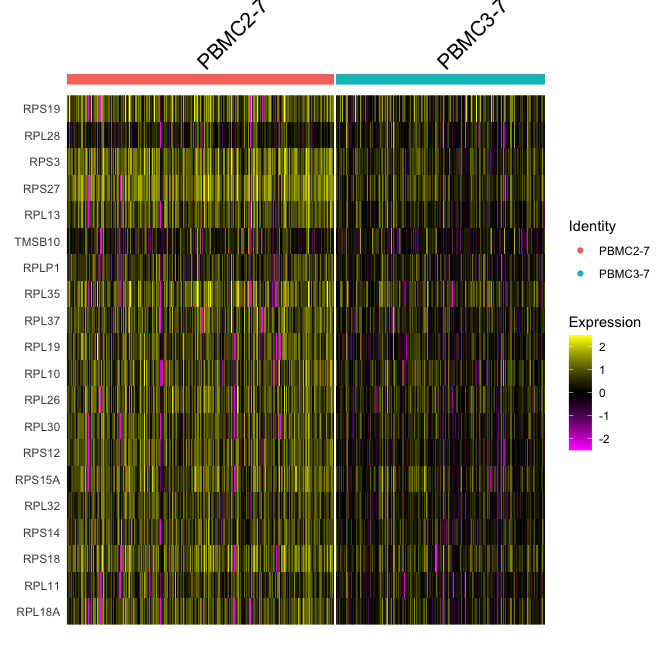 PBMC2-7
PBMC3-7
RPS19
RPL28
RPS3
RPS27
RPL13
TMSB10
RPLP1
RPL35
RPL37
RPL19
RPL10
RPL26
RPL30
RPS12
RPS15A
RPL32
RPS14
RPS18
RPL11
RPL18A
Identity
PBMC2-7
PBMC3-7
Expression
2
1
0
-1
-2